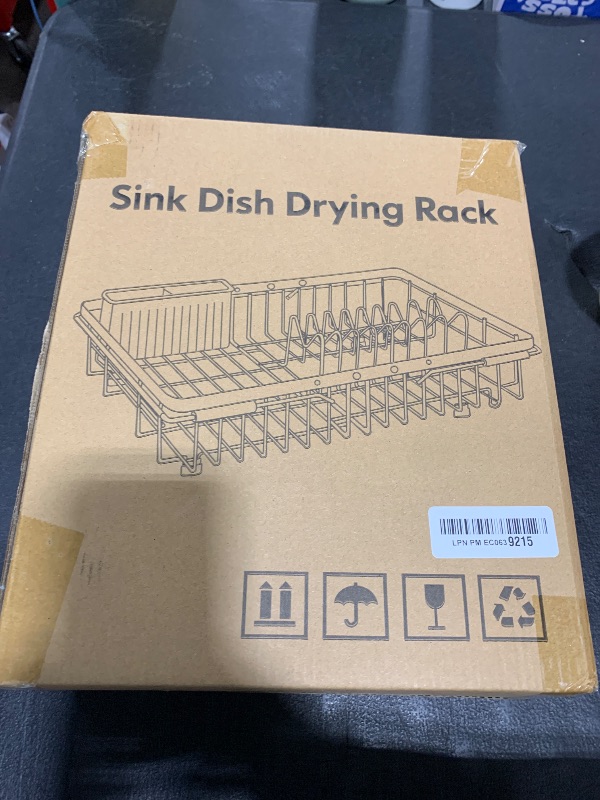 Sink Dish Drying Rack
LPN PM EC0639215